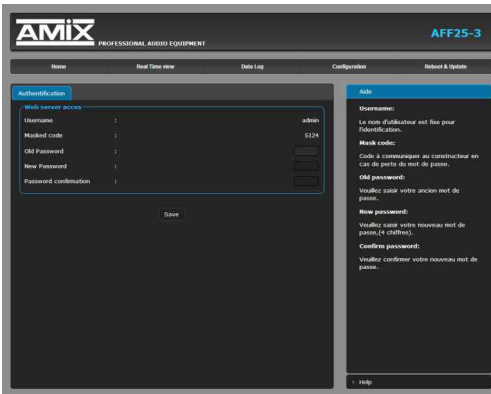 AMiX
PROFESSIONAL AUDIO EQUIPMENT
AFF25-3
Home Real Time view Data Log Configuration Reboot & Update
Authentification
Web server acces
Username : admin
Masked code : 5124
Old Password :
New Password :
Password confirmation :
Save
Aide
Username:
Le nom d'utilisateur est fixe pour
l'identification.
Mask code:
Code à communiquer au constructeur en
cas de perte du mot de passe.
Old password:
Veuillez saisir votre ancien mot de
passe.
New password:
Veuillez saisir votre nouveau mot de
passe,(4 chiffres).
Confirm password:
Veuillez confirmer votre nouveau mot de
passe.
Help